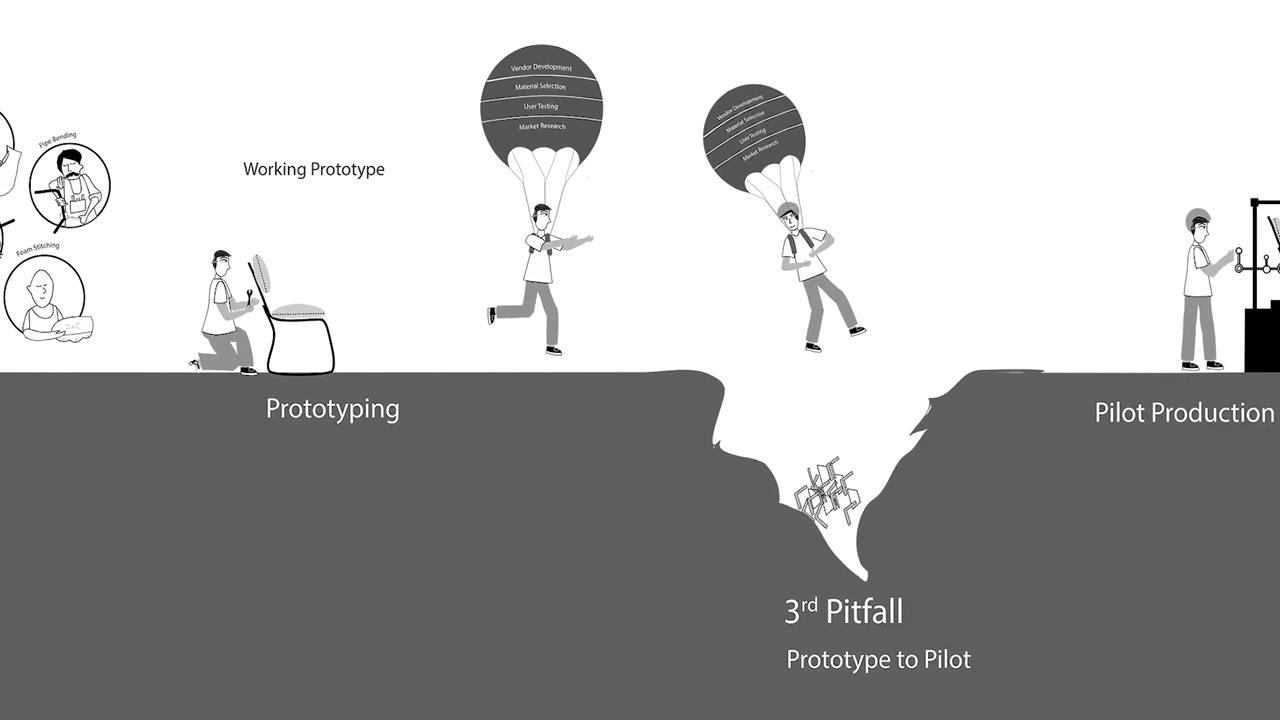 Pipe Bending
Foam Stitching
Working Prototype
Vendor Development
Material Selection
User Testing
Market Research
Vendor Development
Material Selection
User Testing
Market Research
Prototyping
Pilot Production
3rd Pitfall
Prototype to Pilot